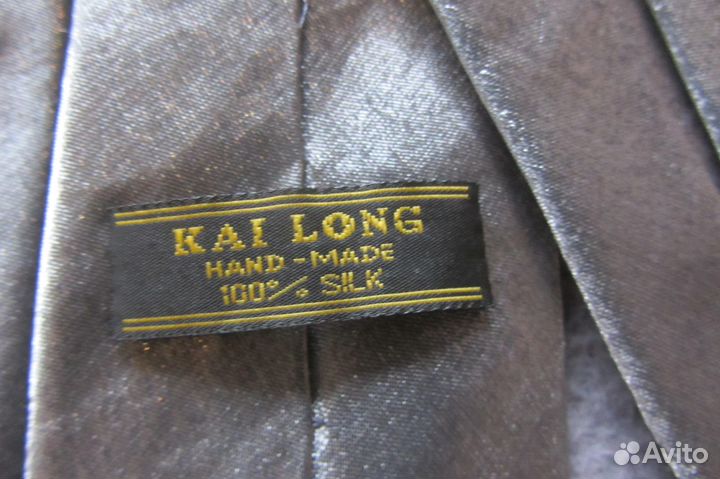 KAI LONG
HAND-MADE
100% SILK
Avito